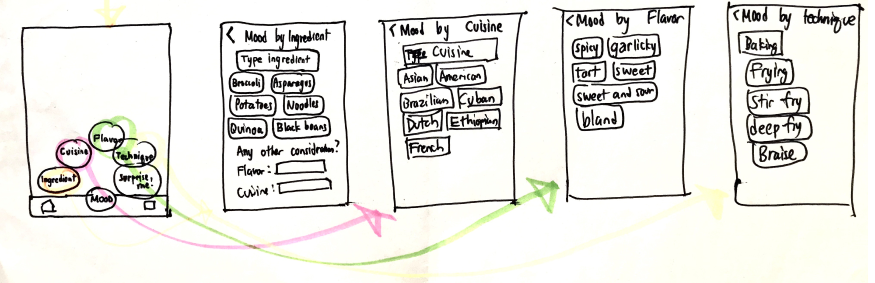 Flavor
Cuisine
Technique
Ingredient
Surprise me
Mood
< Mood by Ingredient
Type ingredient
Broccoli Asparagus
Potatoes Noodles
Quinoa Black beans
Any other consideration?
Flavor:
Cuisine:
< Mood by Cuisine
Type Cuisine
Asian American
Brazilian Cuban
Dutch Ethiopian
French
< Mood by Flavor
spicy garlicky
tart sweet
sweet and sour
bland
< Mood by technique
Baking
Frying
Stir fry
deep fry
Braise